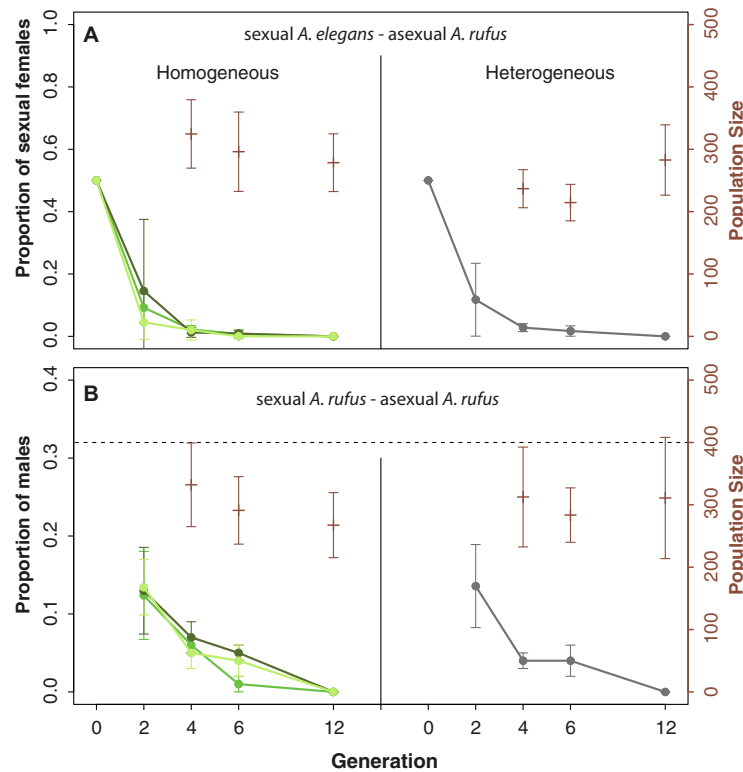 A
sexual A. elegans - asexual A. rufus
Homogeneous
Heterogeneous
Proportion of sexual females
1.0
0.8
0.6
0.4
0.2
0.0
Population Size
500
400
300
200
100
0
B
sexual A. rufus - asexual A. rufus
Proportion of males
0.4
0.3
0.2
0.1
0.0
Population Size
500
400
300
200
100
0
0 2 4 6 12 0 2 4 6 12
Generation